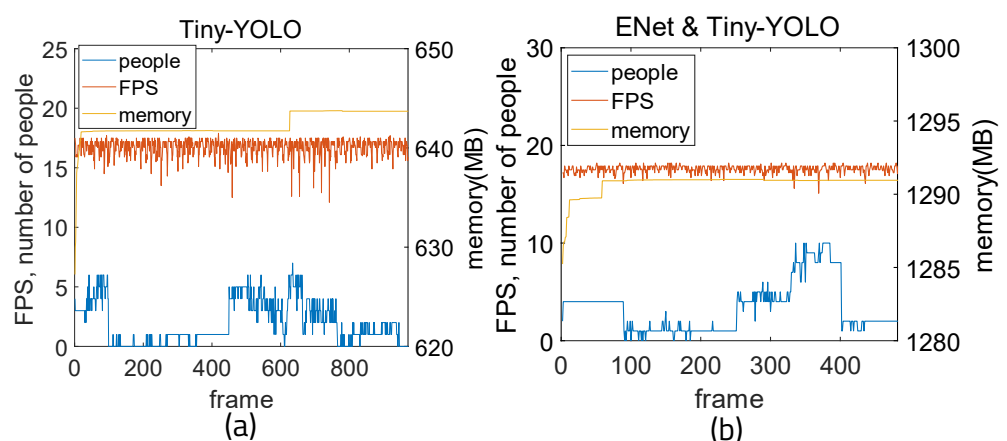 Tiny-YOLO
25
20
15
10
5
0
FPS, number of people
people
FPS
memory
650
640
630
620
memory(MB)
0 200 400 600 800
frame
(a)
ENet & Tiny-YOLO
30
20
10
0
FPS, number of people
people
FPS
memory
1300
1295
1290
1285
1280
memory(MB)
0 100 200 300 400
frame
(b)